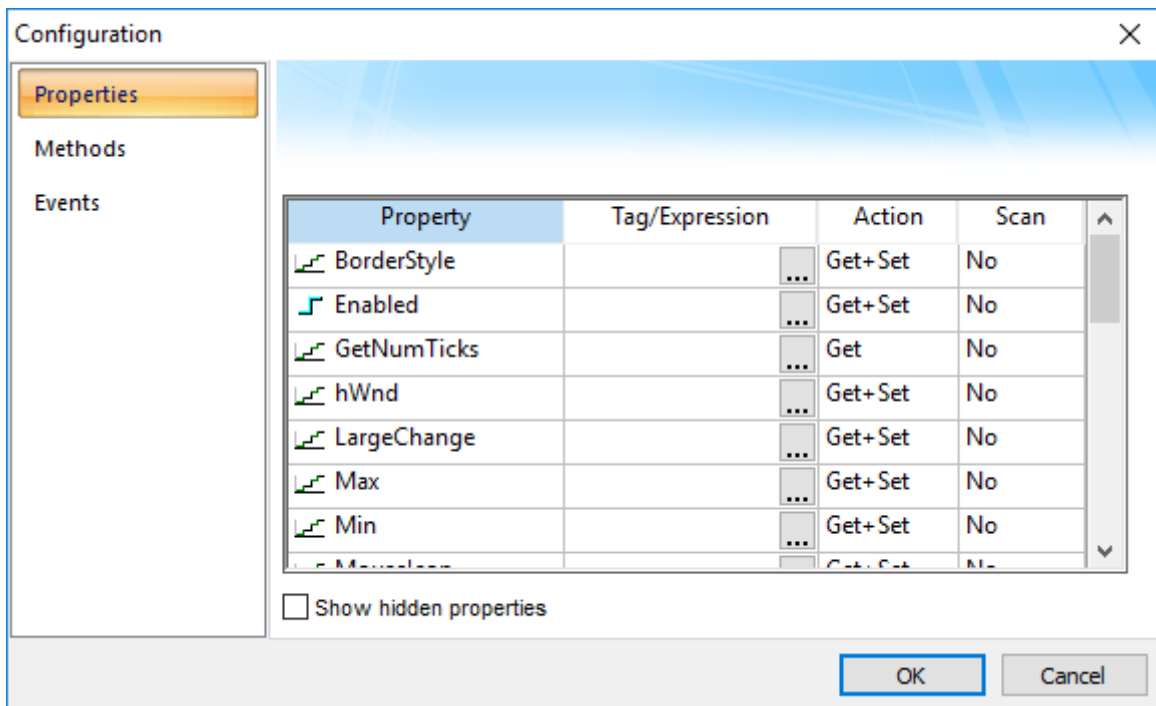 Configuration
Properties
Methods
Events
Property Tag/Expression Action Scan
BorderStyle ... Get+Set No
Enabled ... Get+Set No
GetNumTicks ... Get No
hWnd ... Get+Set No
LargeChange ... Get+Set No
Max ... Get+Set No
Min ... Get+Set No
Show hidden properties
OK Cancel